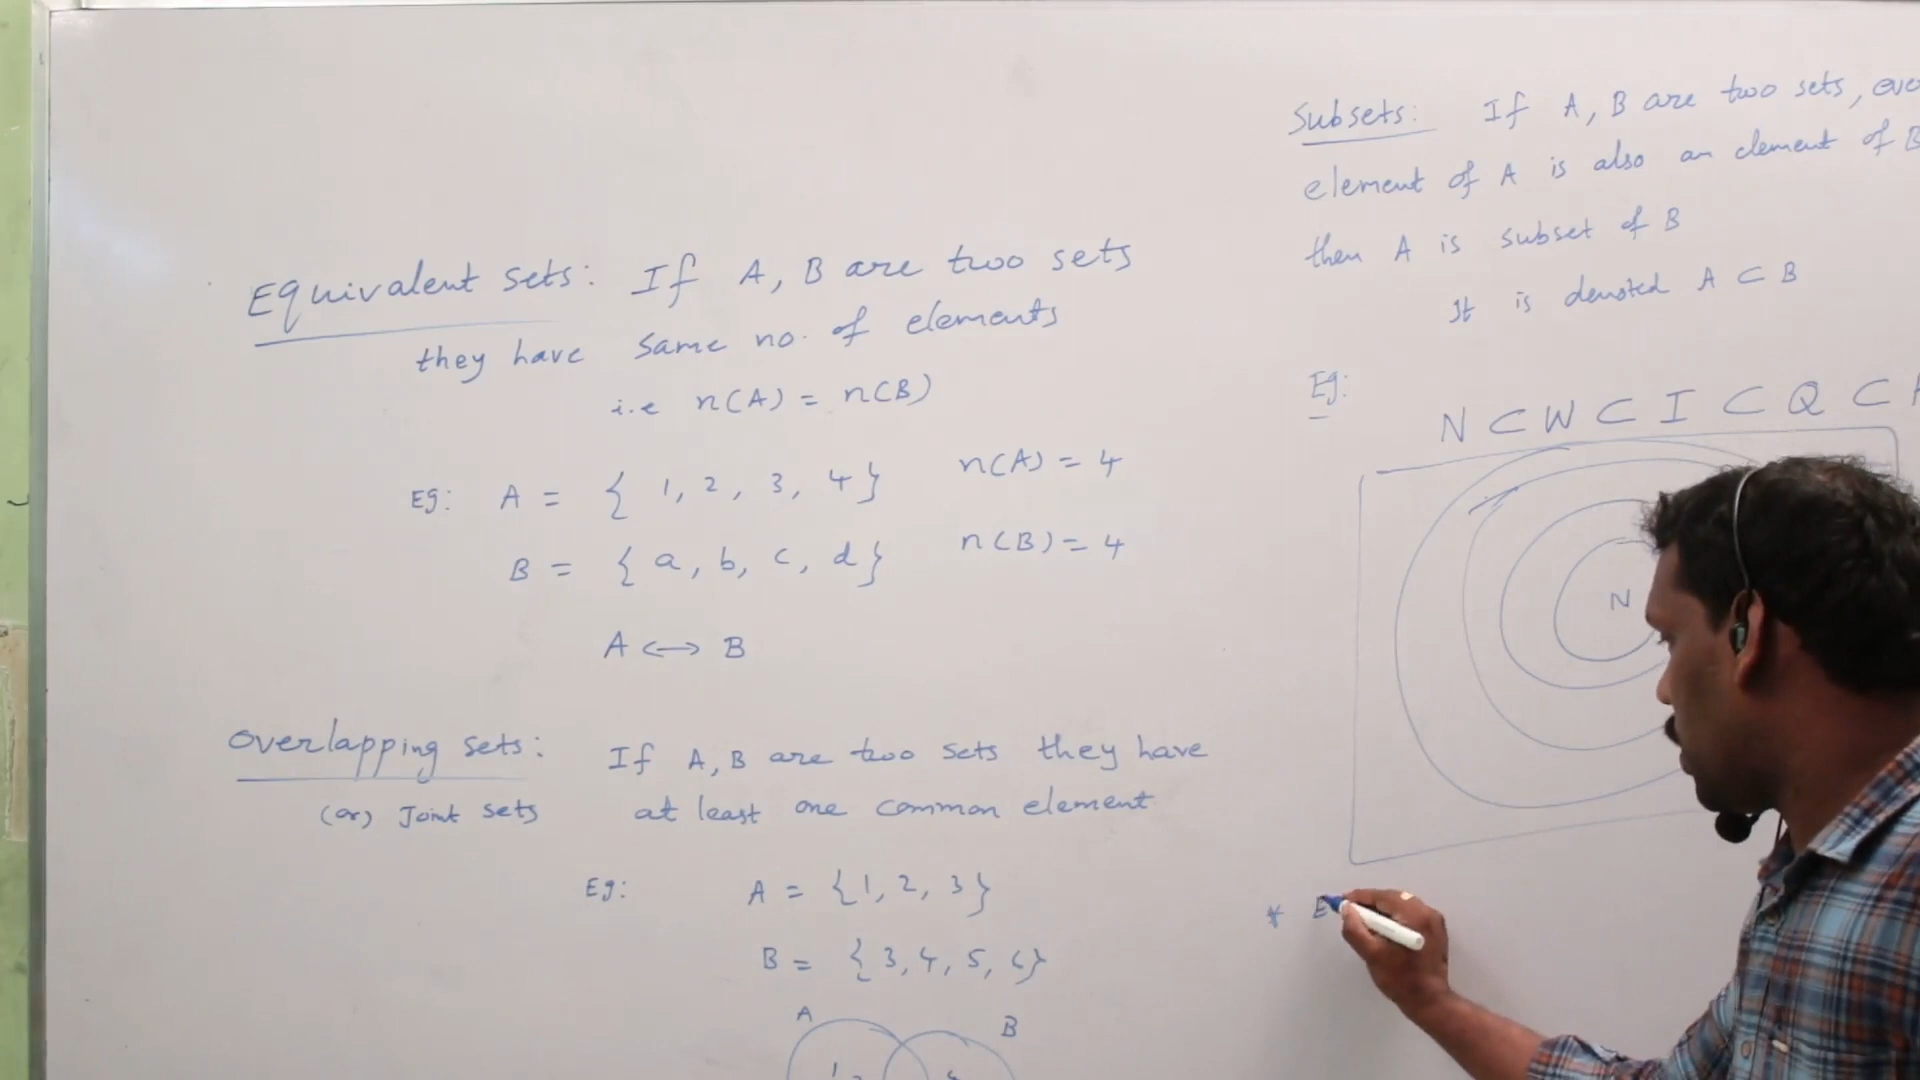 Equivalent sets: If A, B are two sets
they have same no. of elements
i.e n(A) = n(B)
Eg: A = { 1, 2, 3, 4 } n(A) = 4
B = { a, b, c, d } n(B) = 4
A ↔ B
Overlapping sets: If A, B are two sets they have
(or) Joint sets at least one common element
Eg: A = {1, 2, 3}
B = {3, 4, 5, 6}
A B
1
Subsets: If A, B are two sets,
element of A is also an element of B
then A is subset of B
It is denoted A ⊂ B
Eg:
N ⊂ W ⊂ I ⊂ Q ⊂
N
* E